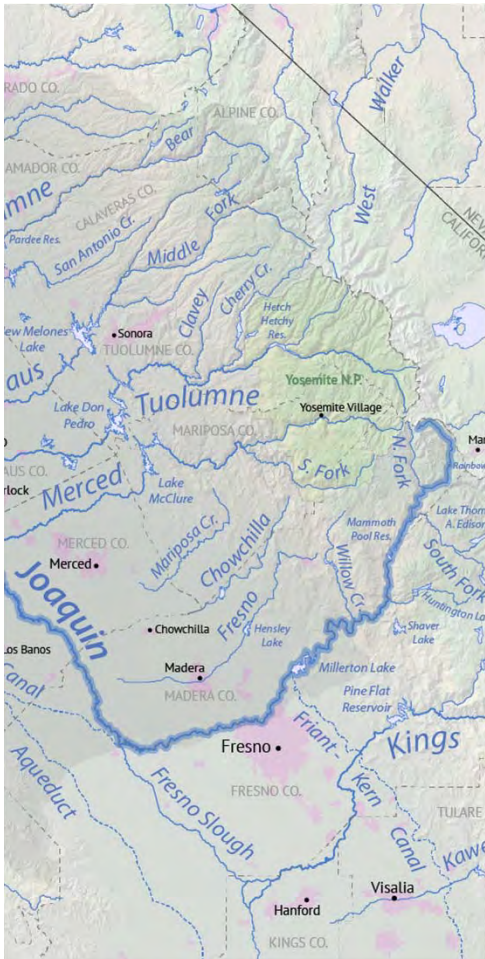 RADO CO.
Walker
ALPINE CO.
Bear
AMADOR CO.
umne
CALAVERAS CO.
Fork
West
NEV
CALIFOR
Pardee Res.
San Antonio Cr.
Middle
Clavey
Cherry Cr.
Hetch
Hetchy
Res.
ew Melones
Lake
Sonora
TUOLUMNE CO.
aus
Yosemite N.P.
Tuolumne
Lake Don
Pedro
Yosemite Village
MARIPOSA CO.
N. Fork
Mar
AUS CO.
S. Fork
Rainbow
rlock
Merced
Lake
McClure
Lake Thom
A. Edison
Mammoth
Pool Res.
Mariposa Cr.
Chowchilla
MERCED CO.
Willow Cr.
South Fork
Merced
Joaquin
Fresno
Huntington La
Chowchilla
Hensley
Lake
Shaver
Lake
Los Banos
Madera
Millerton Lake
Canal
MADERA CO.
Pine Flat
Reservoir
Friant-
Kings
Fresno
Aqueduct
Fresno Slough
Kern
FRESNO CO.
TULARE
Canal
Kawe
Visalia
Hanford
KINGS CO.